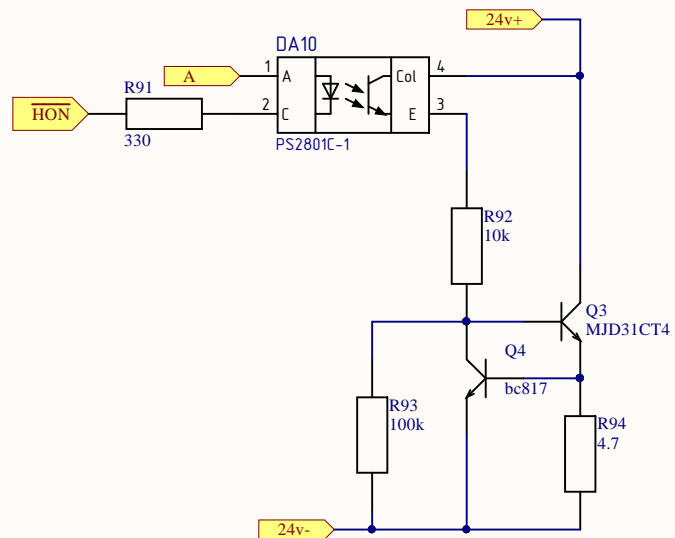 24v+
DA10
1 A Col 4
A
R91
2 C E 3
HON
330
PS2801C-1
R92
10k
Q3
MJD31CT4
Q4
bc817
R93
100k
R94
4.7
24v-